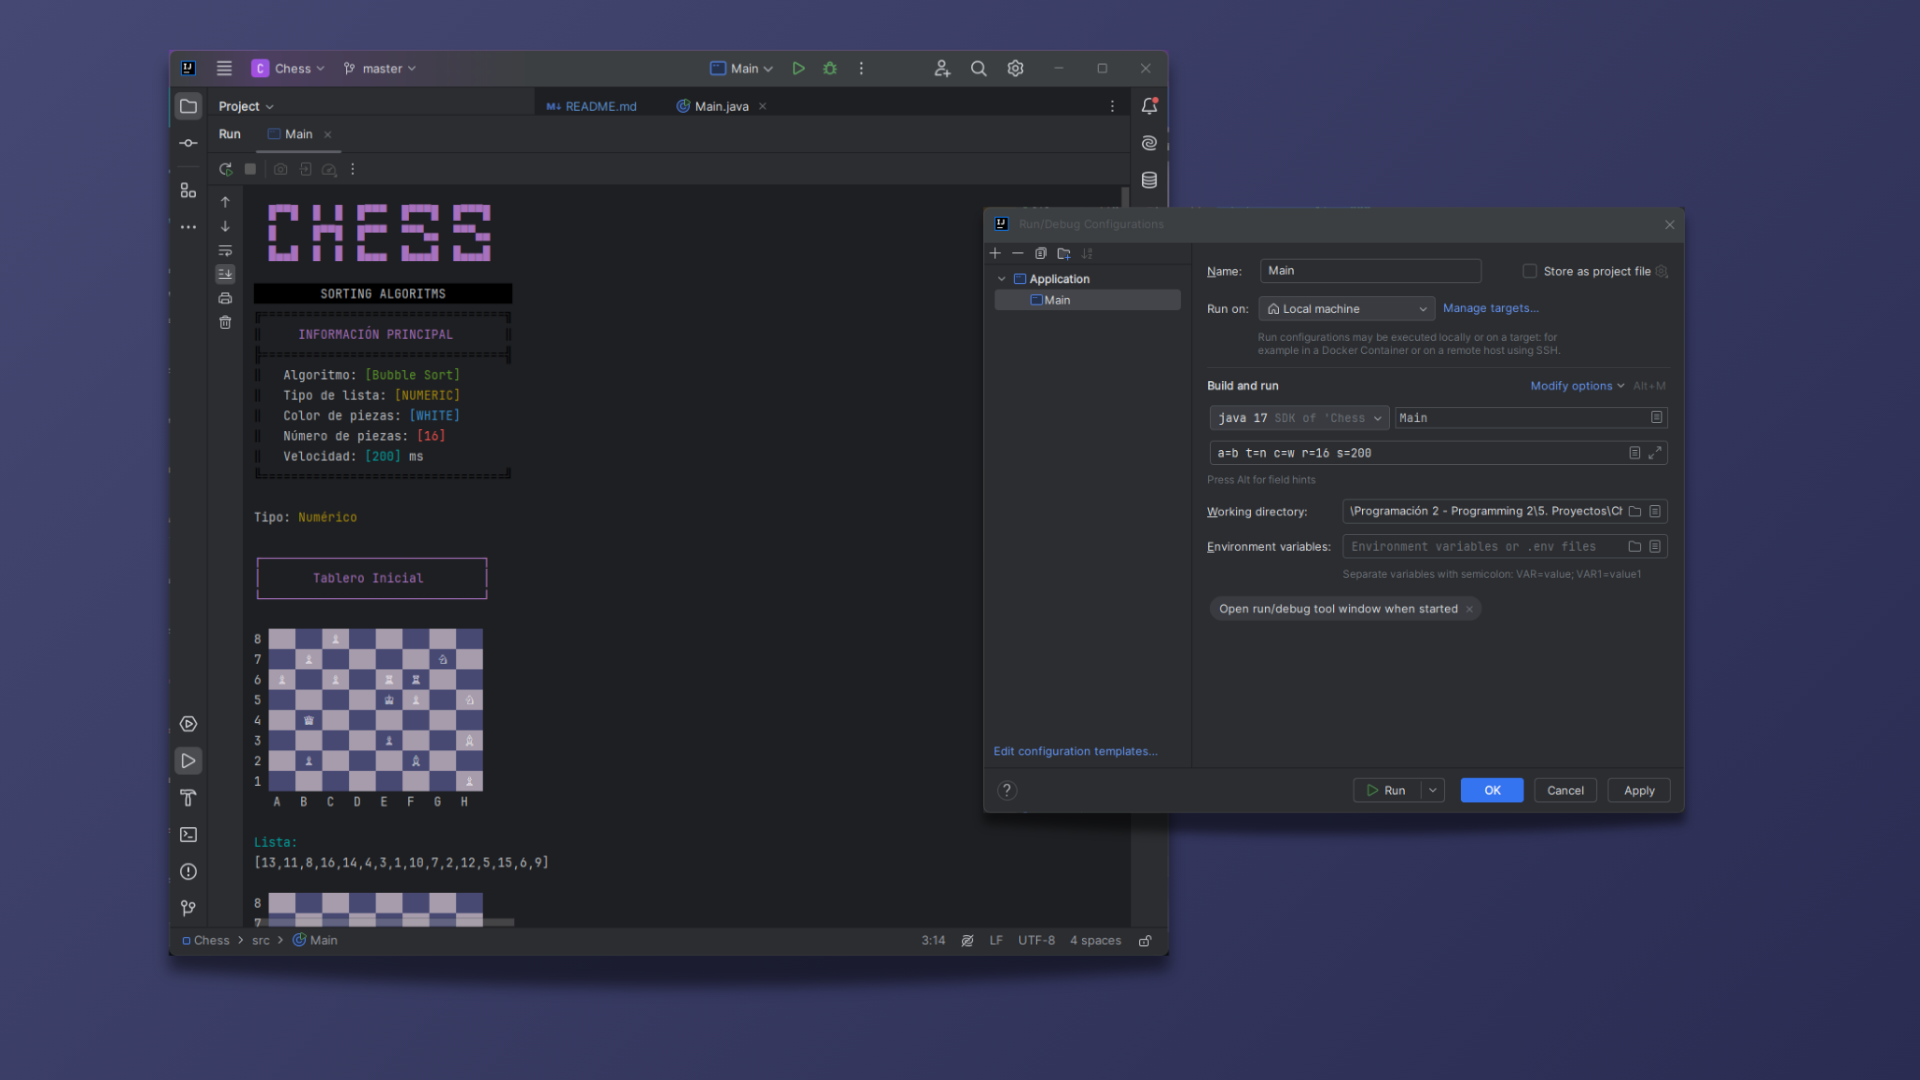 C Chess master Main
Project
README.md Main.java
Run Main
CHESS
SORTING ALGORITMS
INFORMACIÓN PRINCIPAL
Algoritmo: [Bubble Sort]
Tipo de lista: [NUMERIC]
Color de piezas: [WHITE]
Número de piezas: [16]
Velocidad: [200] ms
Tipo: Numérico
Tablero Inicial
8
7
6
5
4
3
2
1
A B C D E F G H
Lista:
[13,11,8,16,14,4,3,1,10,7,2,12,5,15,6,9]
8
7
Chess > src > Main
3:14 LF UTF-8 4 spaces
Run/Debug Configurations
Application
Main
Edit configuration templates...
Name: Main Store as project file
Run on: Local machine Manage targets...
Run configurations may be executed locally or on a target: for
example in a Docker Container or on a remote host using SSH.
Build and run Modify options Alt+M
java 17 SDK of 'Chess Main
a=b t=n c=w r=16 s=200
Press Alt for field hints
Working directory: \Programación 2 - Programming 2\5. Proyectos\Ch
Environment variables: Environment variables or .env files
Separate variables with semicolon: VAR=value; VAR1=value1
Open run/debug tool window when started
? Run OK Cancel Apply